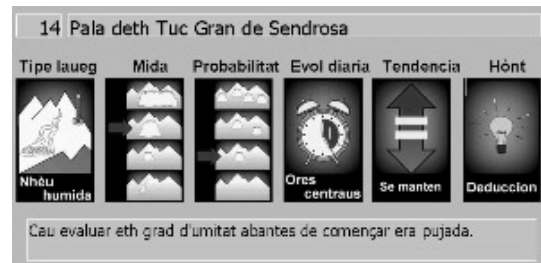 14 Pala deth Tuc Gran de Sendrosa
Tipe laueg Mida Probabilitat Evol diaria Tendencia Hònt
Nhèu humida
Ores centraus
Se manten
Deduccion
Cau evaluar eth grad d'umitat abantes de començar era pujada.